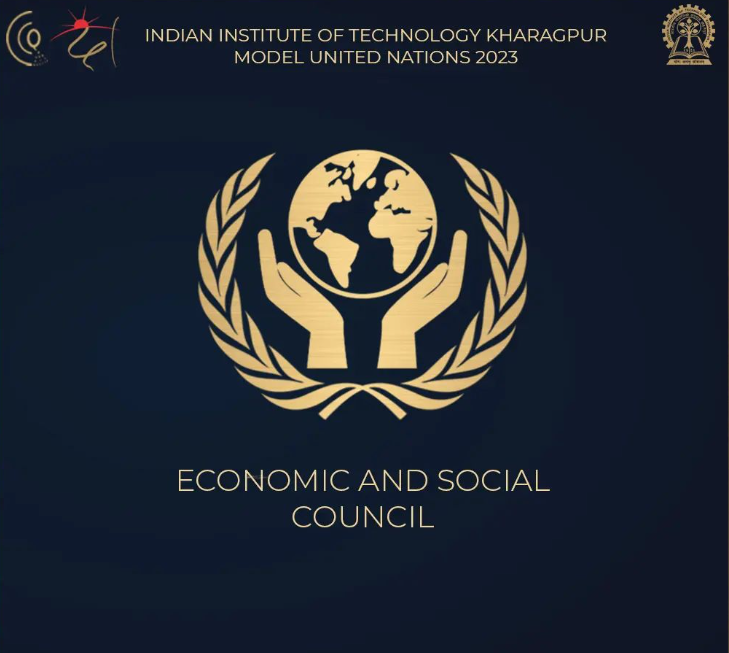 INDIAN INSTITUTE OF TECHNOLOGY KHARAGPUR
MODEL UNITED NATIONS 2023
ECONOMIC AND SOCIAL
COUNCIL